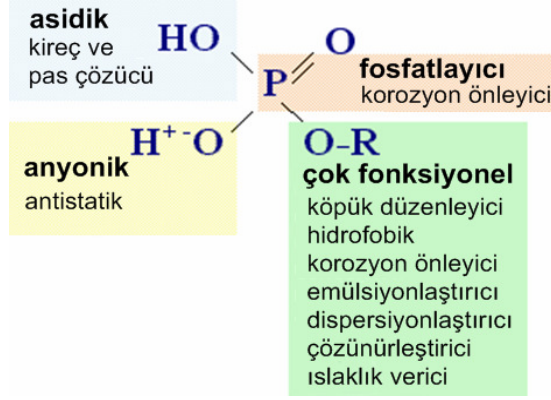 asidik
kireç ve
pas çözücü
HO
O
P
fosfatlayıcı
korozyon önleyici
H⁺⁻O
O-R
anyonik
antistatik
çok fonksiyonel
köpük düzenleyici
hidrofobik
korozyon önleyici
emülsiyonlaştırıcı
dispersiyonlaştırıcı
çözünürleştirici
ıslaklık verici